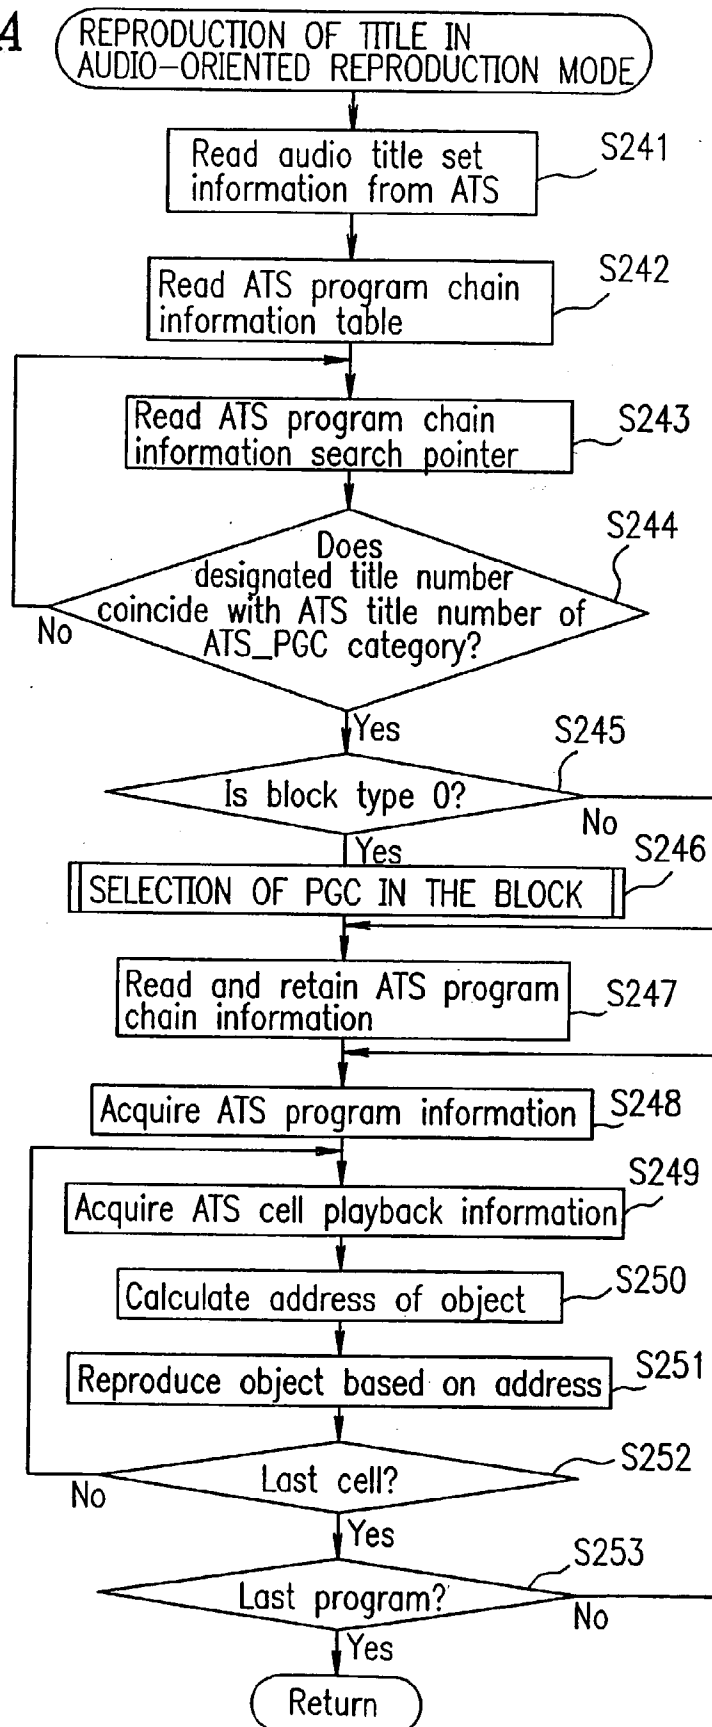 A
REPRODUCTION OF TITLE IN
AUDIO-ORIENTED REPRODUCTION MODE
Read audio title set
information from ATS
S241
Read ATS program chain
information table
S242
Read ATS program chain
information search pointer
S243
Does
designated title number
coincide with ATS title number of
ATS_PGC category?
S244
No
Yes
Is block type 0?
S245
No
Yes
SELECTION OF PGC IN THE BLOCK
S246
Read and retain ATS program
chain information
S247
Acquire ATS program information
S248
Acquire ATS cell playback information
S249
Calculate address of object
S250
Reproduce object based on address
S251
Last cell?
S252
No
Yes
Last program?
S253
No
Yes
Return